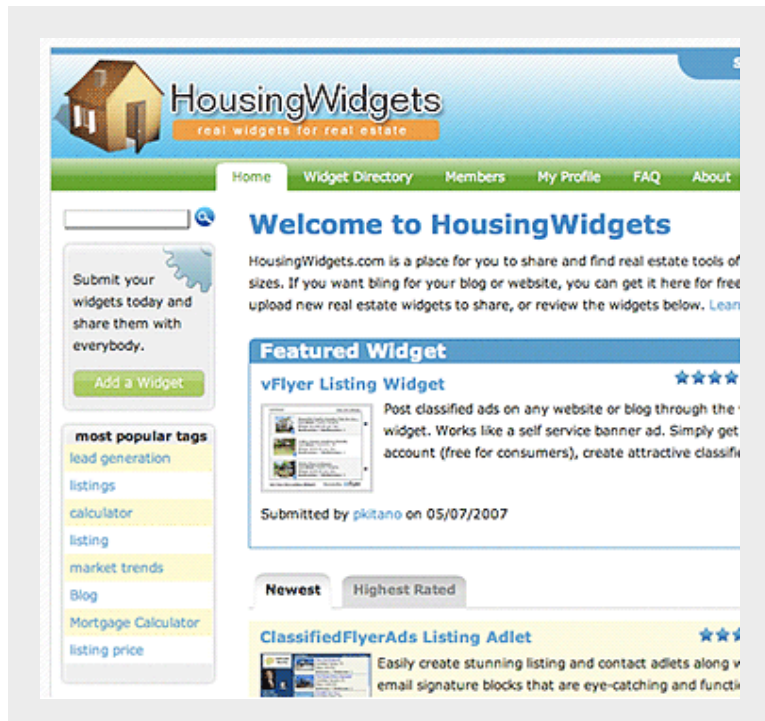 HousingWidgets
real widgets for real estate
Home Widget Directory Members My Profile FAQ About
Submit your
widgets today and
share them with
everybody.
Add a Widget
most popular tags
lead generation
listings
calculator
listing
market trends
Blog
Mortgage Calculator
listing price
Welcome to HousingWidgets
HousingWidgets.com is a place for you to share and find real estate tools of
sizes. If you want bling for your blog or website, you can get it here for free
upload new real estate widgets to share, or review the widgets below. Learn
Featured Widget
vFlyer Listing Widget
Post classified ads on any website or blog through the
widget. Works like a self service banner ad. Simply get
account (free for consumers), create attractive classifie
Submitted by pkitano on 05/07/2007
Newest Highest Rated
ClassifiedFlyerAds Listing Adlet
Easily create stunning listing and contact adlets along
email signature blocks that are eye-catching and functi